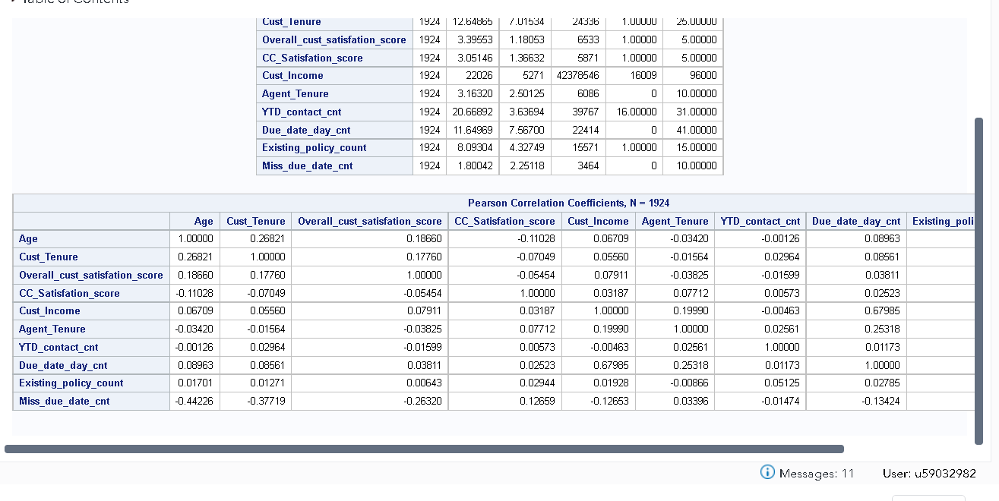 Table of Contents
Cust_Tenure 1924 12.64865 7.01534 24336 1.00000 25.00000
Overall_cust_satisfation_score 1924 3.39553 1.18053 6533 1.00000 5.00000
CC_Satisfation_score 1924 3.05146 1.36632 5871 1.00000 5.00000
Cust_Income 1924 22026 5271 42378546 16009 96000
Agent_Tenure 1924 3.16320 2.50125 6086 0 10.00000
YTD_contact_cnt 1924 20.66892 3.63694 39767 16.00000 31.00000
Due_date_day_cnt 1924 11.64969 7.56700 22414 0 41.00000
Existing_policy_count 1924 8.09304 4.32749 15571 1.00000 15.00000
Miss_due_date_cnt 1924 1.80042 2.25118 3464 0 10.00000
Pearson Correlation Coefficients, N = 1924
Age Cust_Tenure Overall_cust_satisfation_score CC_Satisfation_score Cust_Income Agent_Tenure YTD_contact_cnt Due_date_day_cnt Existing_poli
Age 1.00000 0.26821 0.18660 -0.11028 0.06709 -0.03420 -0.00126 0.08963
Cust_Tenure 0.26821 1.00000 0.17760 -0.07049 0.05560 -0.01564 0.02964 0.08561
Overall_cust_satisfation_score 0.18660 0.17760 1.00000 -0.05454 0.07911 -0.03825 -0.01599 0.03811
CC_Satisfation_score -0.11028 -0.07049 -0.05454 1.00000 0.03187 0.07712 0.00573 0.02523
Cust_Income 0.06709 0.05560 0.07911 0.03187 1.00000 0.19990 -0.00463 0.67985
Agent_Tenure -0.03420 -0.01564 -0.03825 0.07712 0.19990 1.00000 0.02561 0.25318
YTD_contact_cnt -0.00126 0.02964 -0.01599 0.00573 -0.00463 0.02561 1.00000 0.01173
Due_date_day_cnt 0.08963 0.08561 0.03811 0.02523 0.67985 0.25318 0.01173 1.00000
Existing_policy_count 0.01701 0.01271 0.00643 0.02944 0.01928 -0.00866 0.05125 0.02785
Miss_due_date_cnt -0.44226 -0.37719 -0.26320 0.12659 -0.12653 0.03396 -0.01474 -0.13424
Messages: 11 User: u59032982